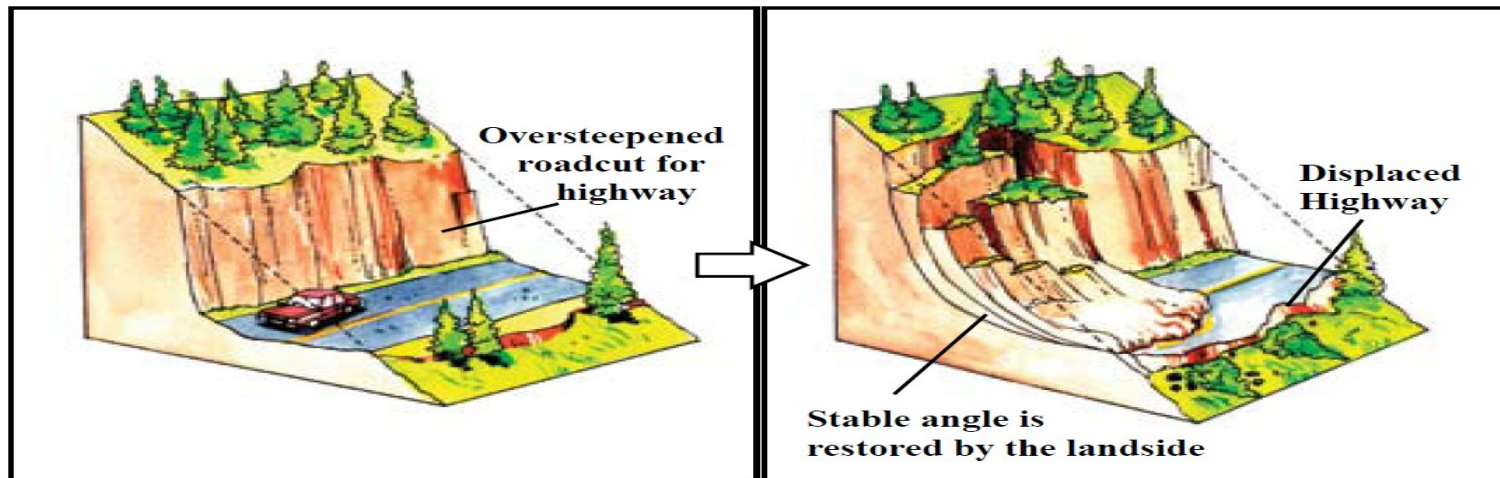 Oversteepened
roadcut for
highway
Displaced
Highway
Stable angle is
restored by the landside